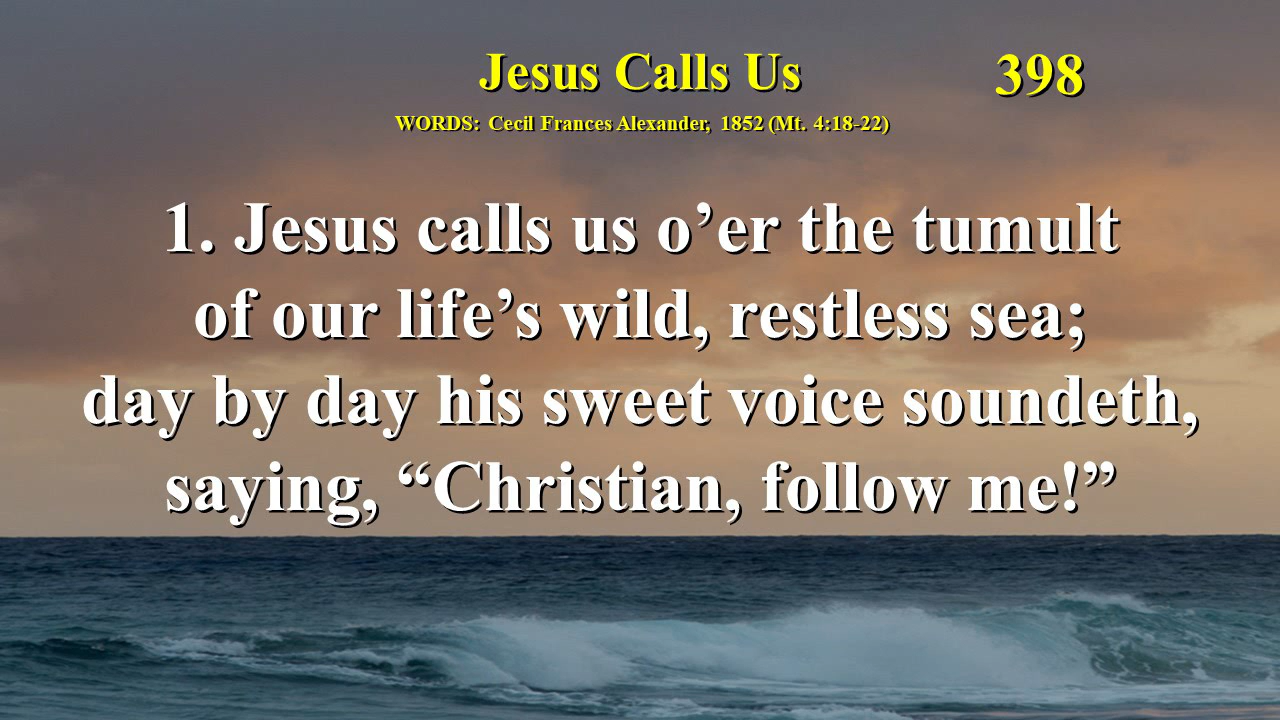 Jesus Calls Us 398
WORDS: Cecil Frances Alexander, 1852 (Mt. 4:18-22)
1. Jesus calls us o’er the tumult
of our life’s wild, restless sea;
day by day his sweet voice soundeth,
saying, “Christian, follow me!”